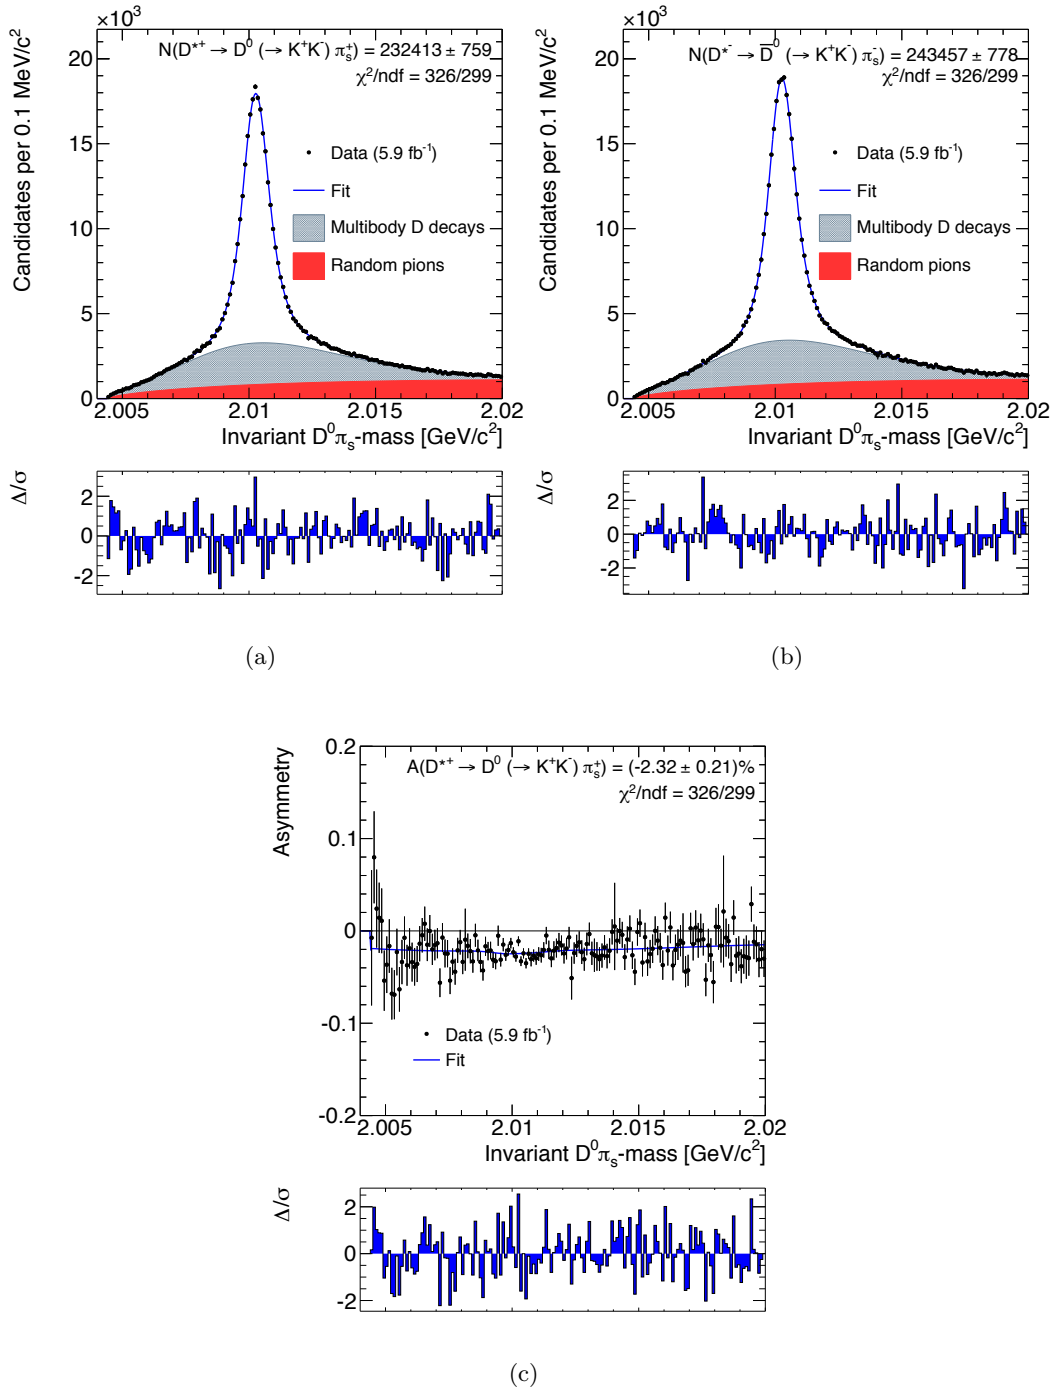 ×10³
N(D*⁺ → D⁰ (→ K⁺K⁻) πₛ⁺) = 232413 ± 759
χ²/ndf = 326/299
Candidates per 0.1 MeV/c²
20
15
10
5
0
Data (5.9 fb⁻¹)
Fit
Multibody D decays
Random pions
2.005 2.01 2.015 2.02
Invariant D⁰πₛ-mass [GeV/c²]
Δ/σ
2
0
-2
(a)
×10³
N(D*⁻ → D̅⁰ (→ K⁺K⁻) πₛ⁻) = 243457 ± 778
χ²/ndf = 326/299
Candidates per 0.1 MeV/c²
20
15
10
5
0
Data (5.9 fb⁻¹)
Fit
Multibody D decays
Random pions
2.005 2.01 2.015 2.02
Invariant D⁰πₛ-mass [GeV/c²]
Δ/σ
2
0
-2
(b)
A(D*⁺ → D⁰ (→ K⁺K⁻) πₛ⁺) = (-2.32 ± 0.21)%
χ²/ndf = 326/299
Asymmetry
0.2
0.1
0
-0.1
-0.2
Data (5.9 fb⁻¹)
Fit
2.005 2.01 2.015 2.02
Invariant D⁰πₛ-mass [GeV/c²]
Δ/σ
2
0
-2
(c)